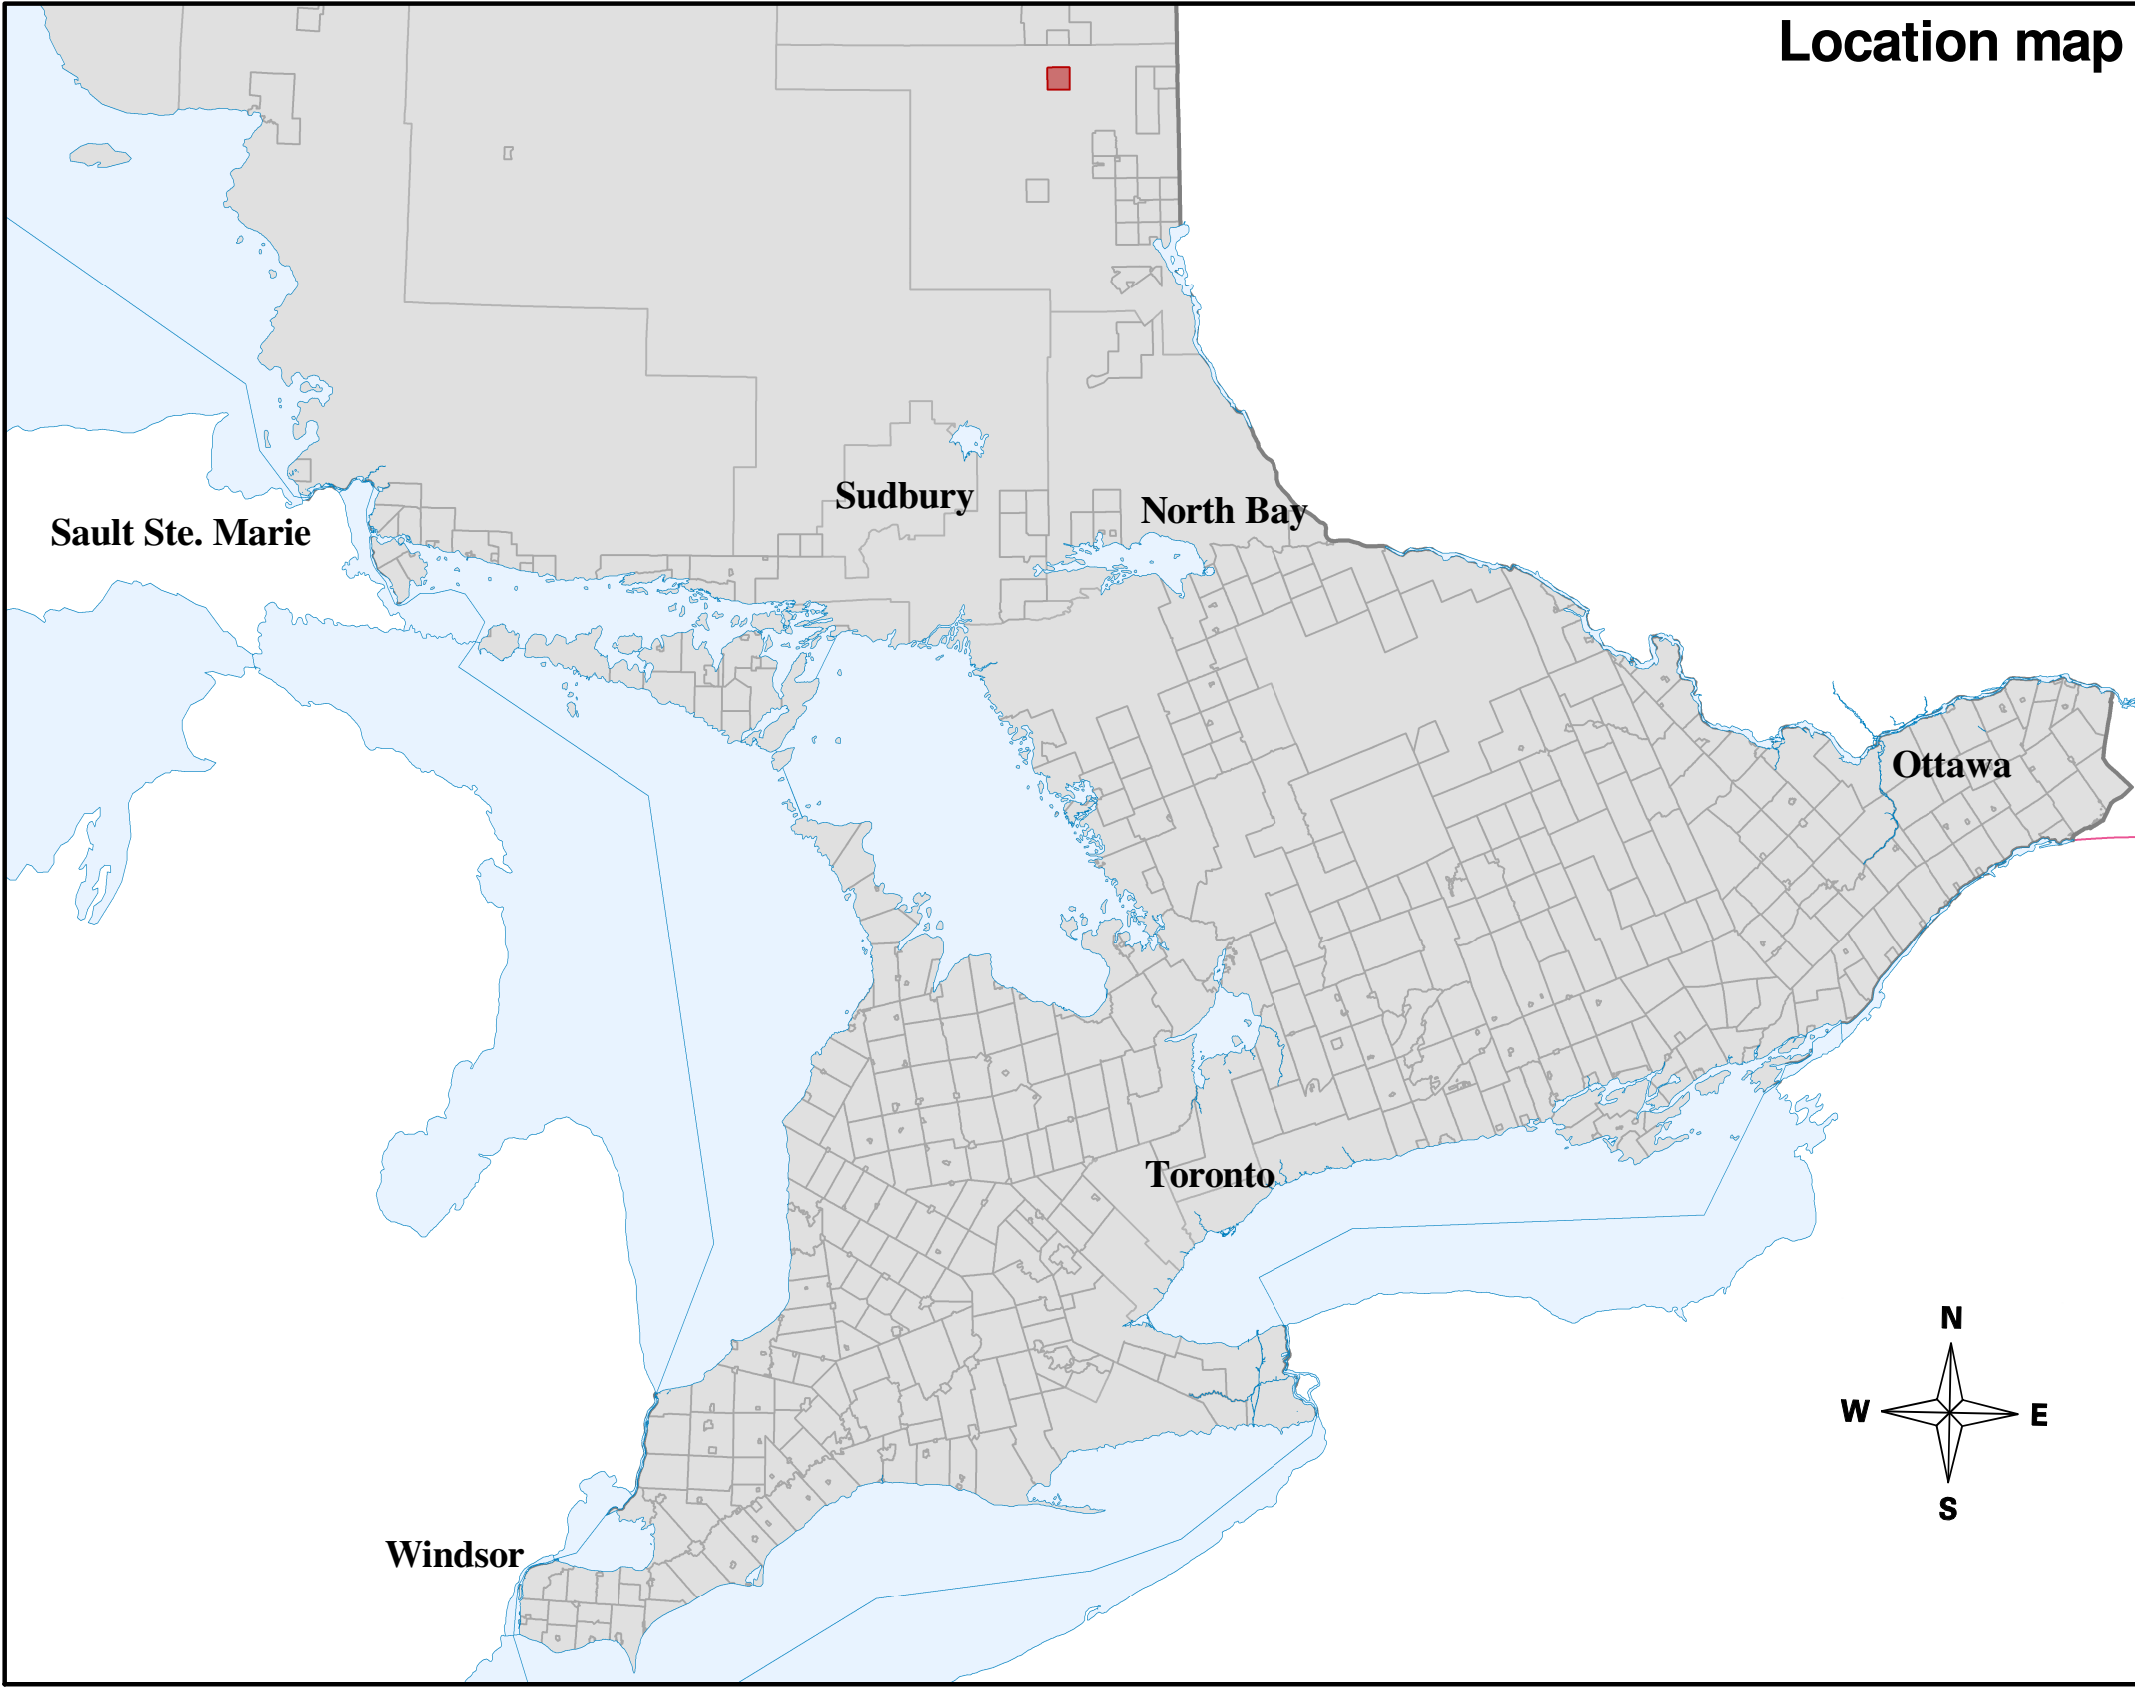 Location map
Sudbury
North Bay
Sault Ste. Marie
Ottawa
Toronto
N
W
E
S
Windsor